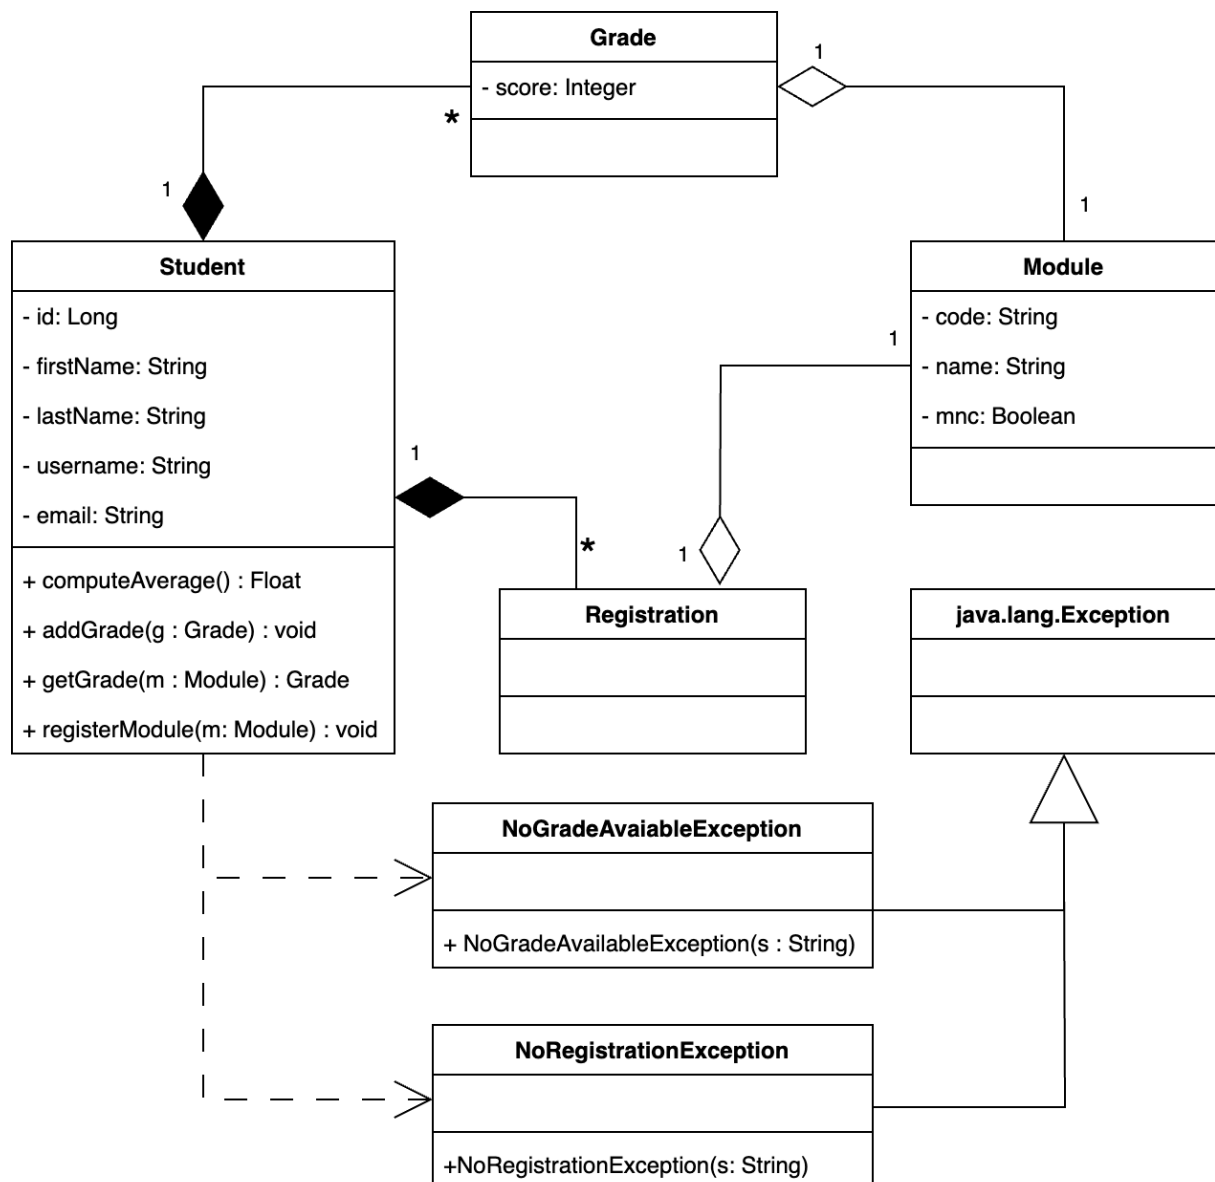 Grade
- score: Integer
1
*
1
1
Student
- id: Long
- firstName: String
- lastName: String
- username: String
- email: String
+ computeAverage() : Float
+ addGrade(g : Grade) : void
+ getGrade(m : Module) : Grade
+ registerModule(m: Module) : void
Module
- code: String
- name: String
- mnc: Boolean
1
1
*
1
Registration
java.lang.Exception
NoGradeAvaiableException
+ NoGradeAvailableException(s : String)
NoRegistrationException
+NoRegistrationException(s: String)